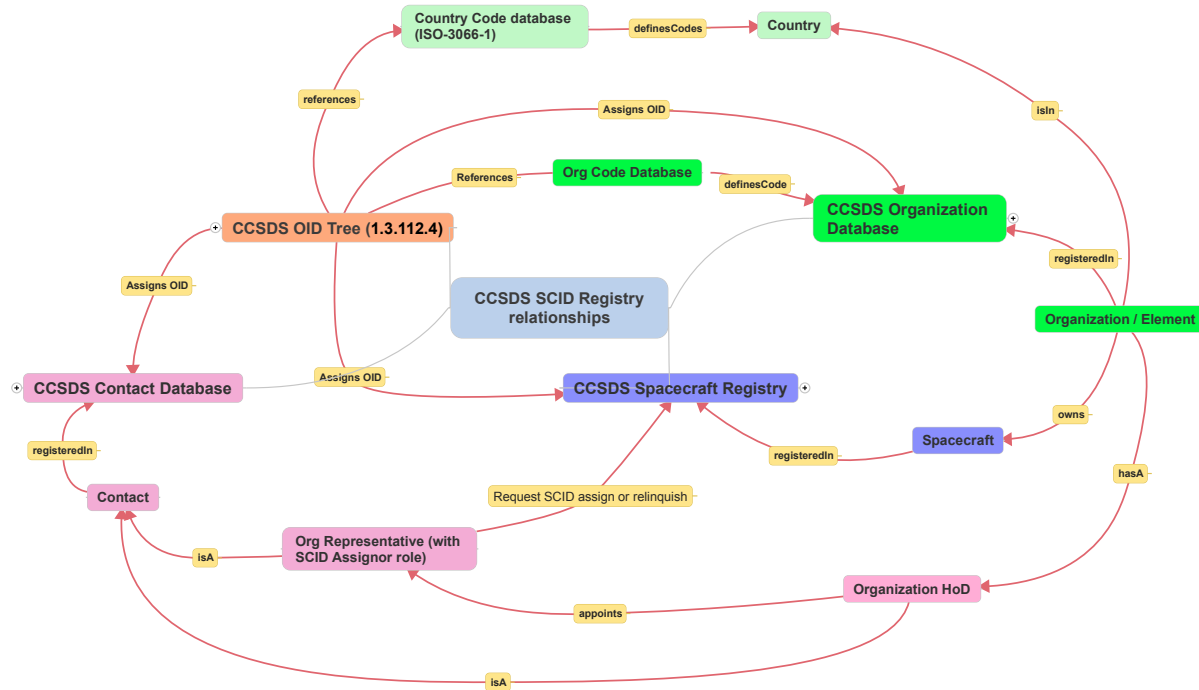 Country Code database
(ISO-3066-1)
definesCodes
Country
references
Assigns OID
isIn
References
Org Code Database
definesCode
CCSDS OID Tree (1.3.112.4)
CCSDS Organization
Database
registeredIn
Assigns OID
CCSDS SCID Registry
relationships
Organization / Element
CCSDS Contact Database
Assigns OID
CCSDS Spacecraft Registry
owns
registeredIn
registeredIn
Spacecraft
hasA
Contact
Request SCID assign or relinquish
Org Representative (with
SCID Assignor role)
isA
Organization HoD
appoints
isA